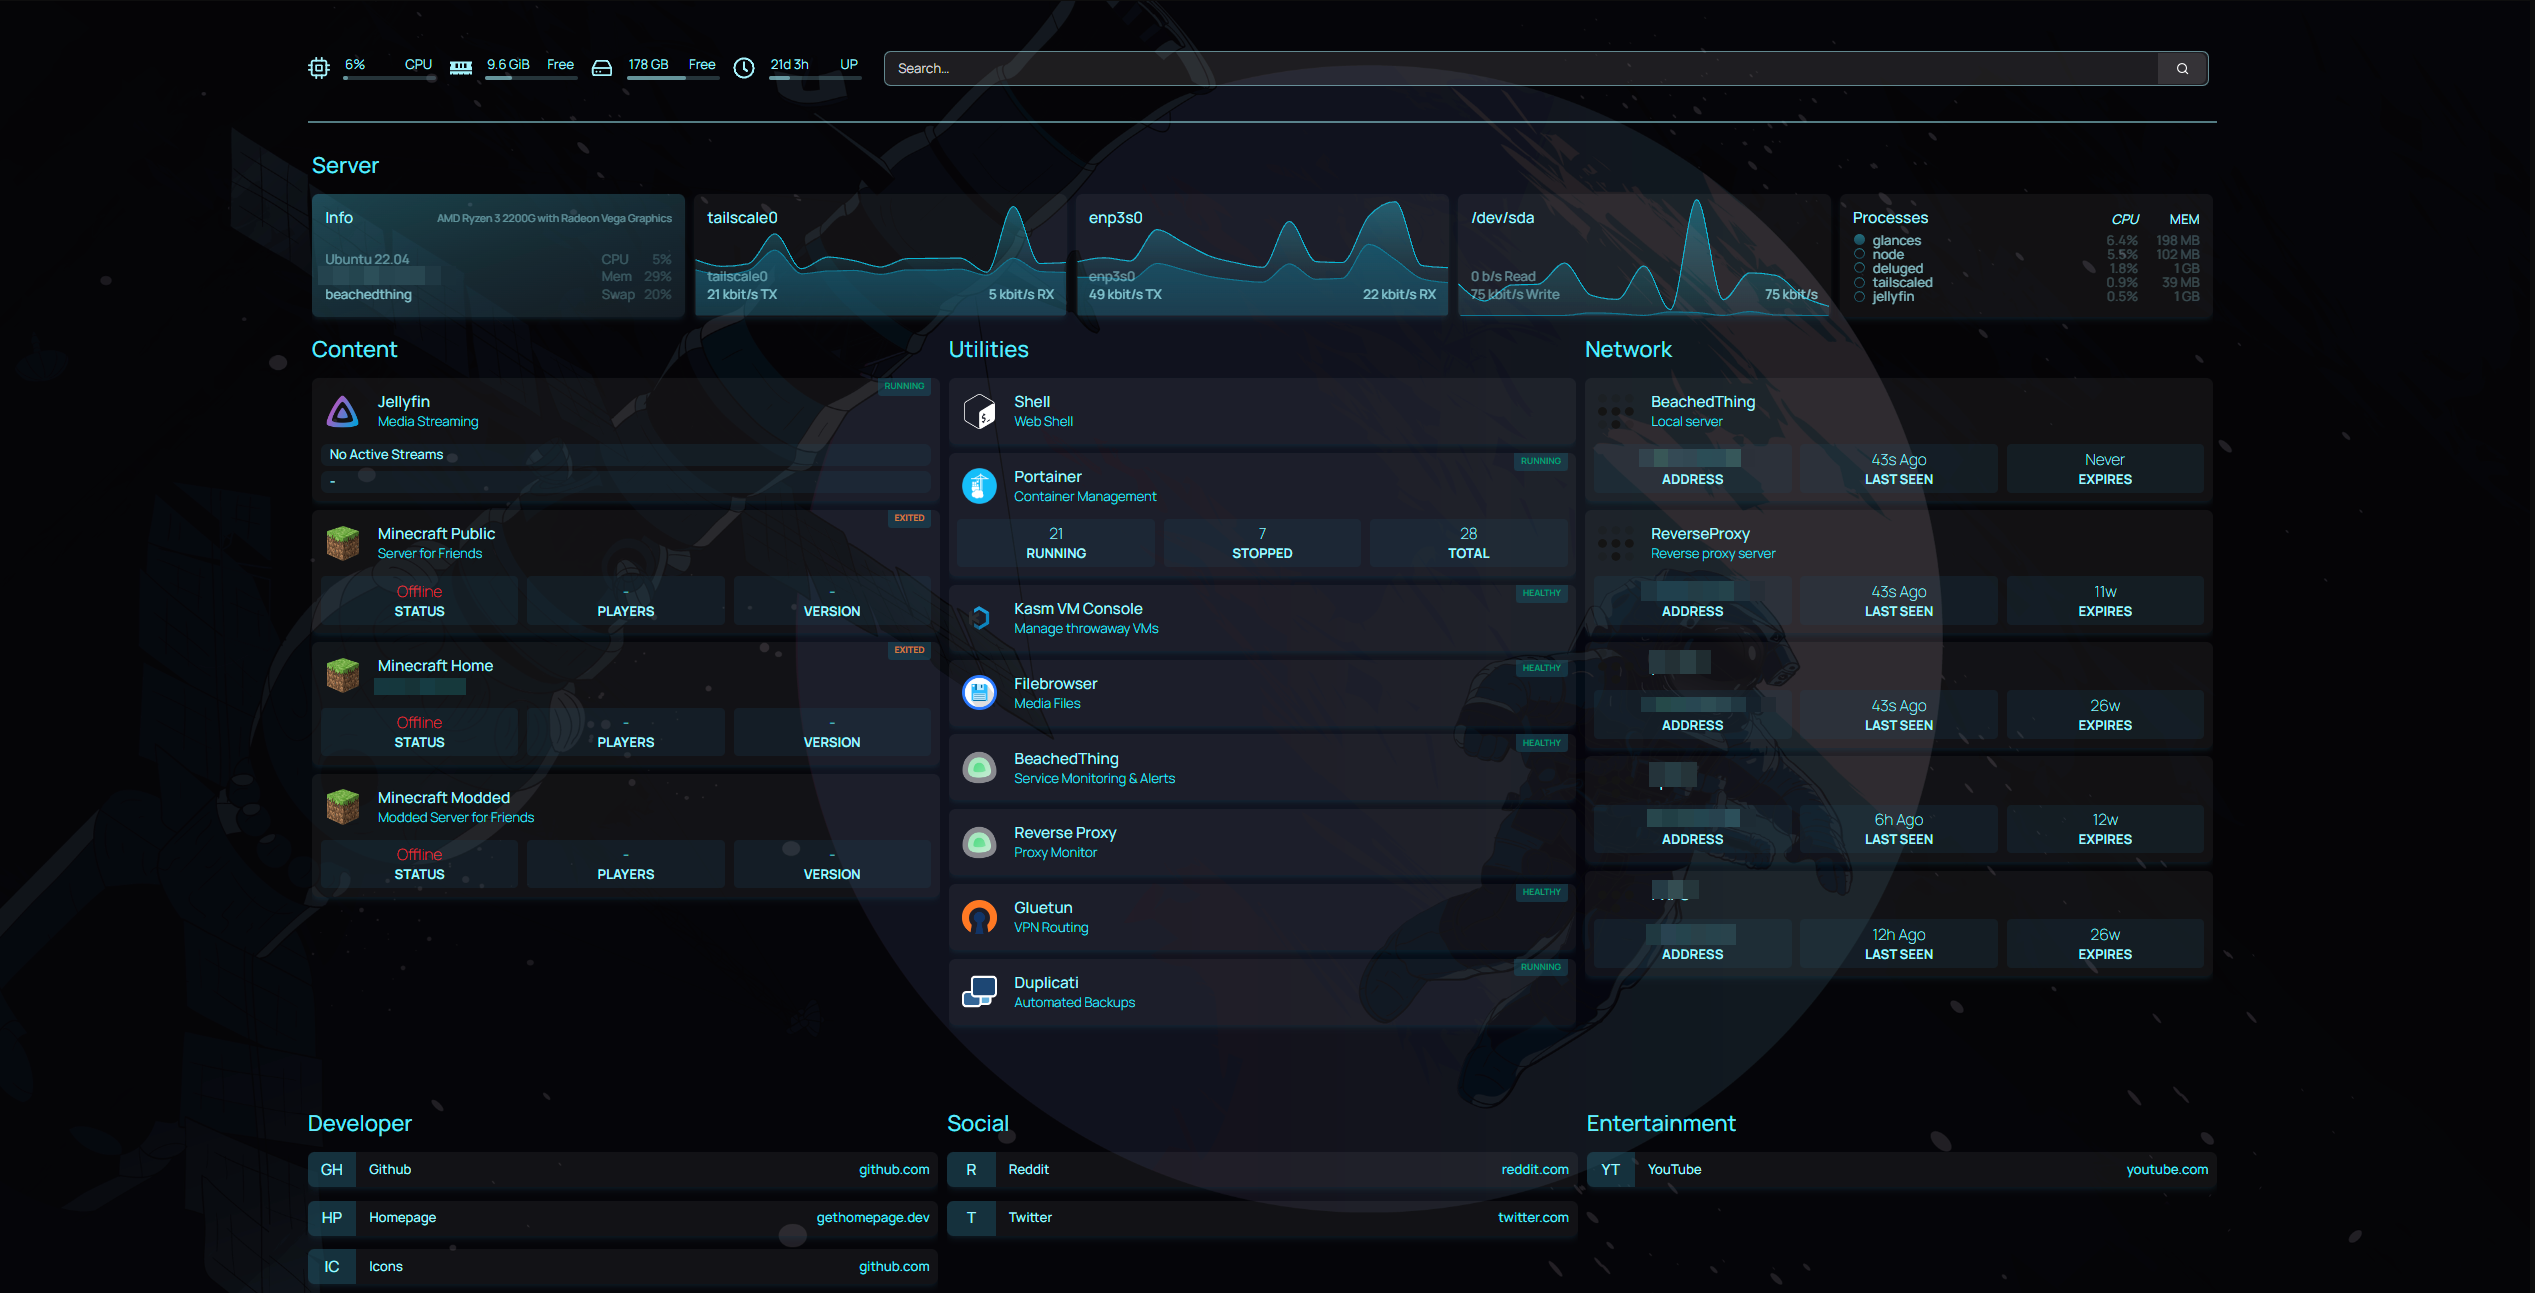 6% CPU 9.6 GiB Free 178 GB Free 21d 3h UP Search...
Server
Info AMD Ryzen 3 2200G with Radeon Vega Graphics
Ubuntu 22.04 CPU 5%
Mem 29%
beachedthing Swap 20%
tailscale0
tailscale0
21 kbit/s TX 5 kbit/s RX
enp3s0
enp3s0
49 kbit/s TX 22 kbit/s RX
/dev/sda
0 b/s Read
75 kbit/s Write 75 kbit/s
Processes CPU MEM
glances 6.4% 198 MB
node 5.5% 102 MB
deluged 1.8% 1 GB
tailscaled 0.9% 39 MB
jellyfin 0.5% 1 GB
Content
RUNNING
Jellyfin
Media Streaming
No Active Streams
-
EXITED
Minecraft Public
Server for Friends
Offline - -
STATUS PLAYERS VERSION
EXITED
Minecraft Home
Offline - -
STATUS PLAYERS VERSION
Minecraft Modded
Modded Server for Friends
Offline - -
STATUS PLAYERS VERSION
Utilities
Shell
Web Shell
RUNNING
Portainer
Container Management
21 7 28
RUNNING STOPPED TOTAL
HEALTHY
Kasm VM Console
Manage throwaway VMs
HEALTHY
Filebrowser
Media Files
HEALTHY
BeachedThing
Service Monitoring & Alerts
Reverse Proxy
Proxy Monitor
HEALTHY
Gluetun
VPN Routing
RUNNING
Duplicati
Automated Backups
Network
BeachedThing
Local server
43s Ago Never
ADDRESS LAST SEEN EXPIRES
ReverseProxy
Reverse proxy server
43s Ago 11w
ADDRESS LAST SEEN EXPIRES
43s Ago 26w
ADDRESS LAST SEEN EXPIRES
6h Ago 12w
ADDRESS LAST SEEN EXPIRES
12h Ago 26w
ADDRESS LAST SEEN EXPIRES
Developer
GH Github github.com
HP Homepage gethomepage.dev
IC Icons github.com
Social
R Reddit reddit.com
T Twitter twitter.com
Entertainment
YT YouTube youtube.com